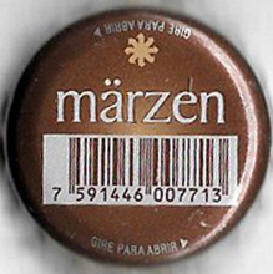 GIRE PARA ABRIR >
märzen
7 591446 007713
GIRE PARA ABRIR >